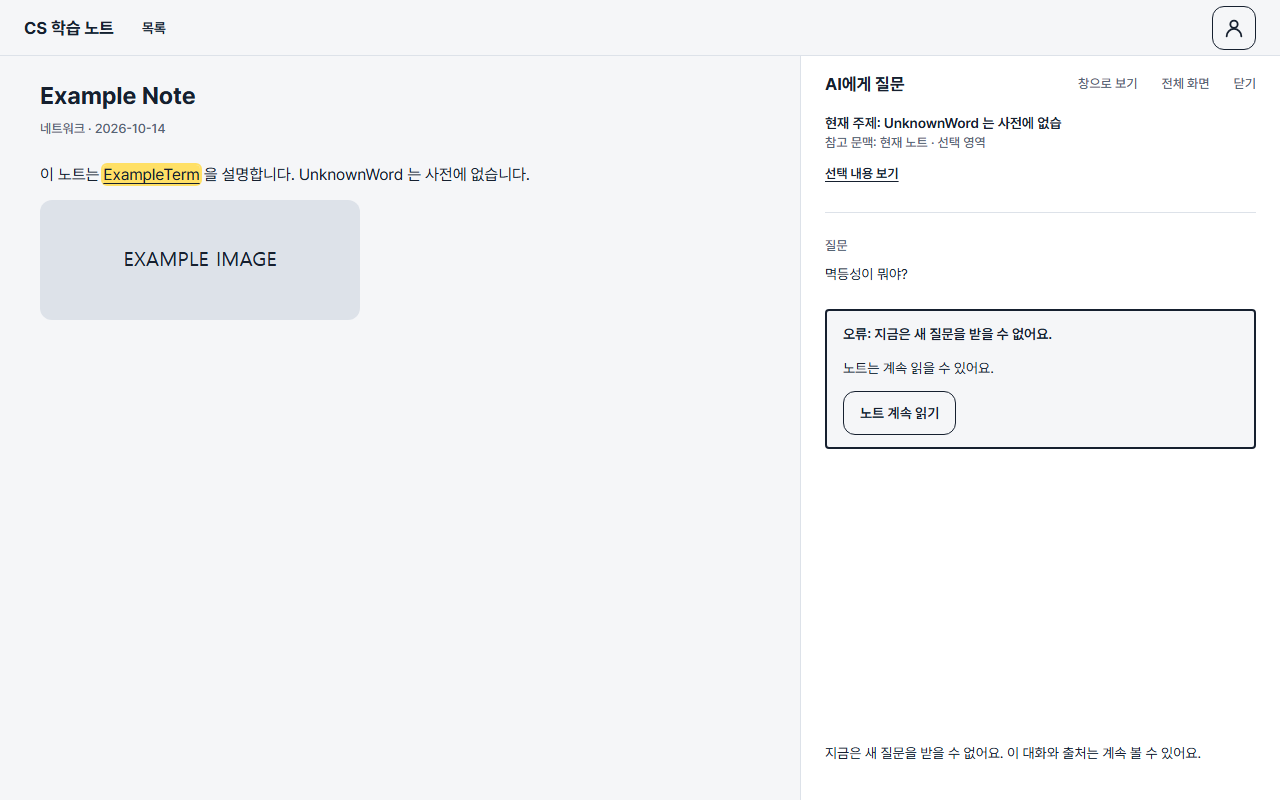 CS 학습 노트
목록
Example Note
네트워크 · 2026-10-14
이 노트는 ExampleTerm 을 설명합니다. UnknownWord 는 사전에 없습니다.
EXAMPLE IMAGE
AI에게 질문
창으로 보기
전체 화면
닫기
현재 주제: UnknownWord 는 사전에 없습
참고 문맥: 현재 노트 · 선택 영역
선택 내용 보기
질문
멱등성이 뭐야?
오류: 지금은 새 질문을 받을 수 없어요.
노트는 계속 읽을 수 있어요.
노트 계속 읽기
지금은 새 질문을 받을 수 없어요. 이 대화와 출처는 계속 볼 수 있어요.